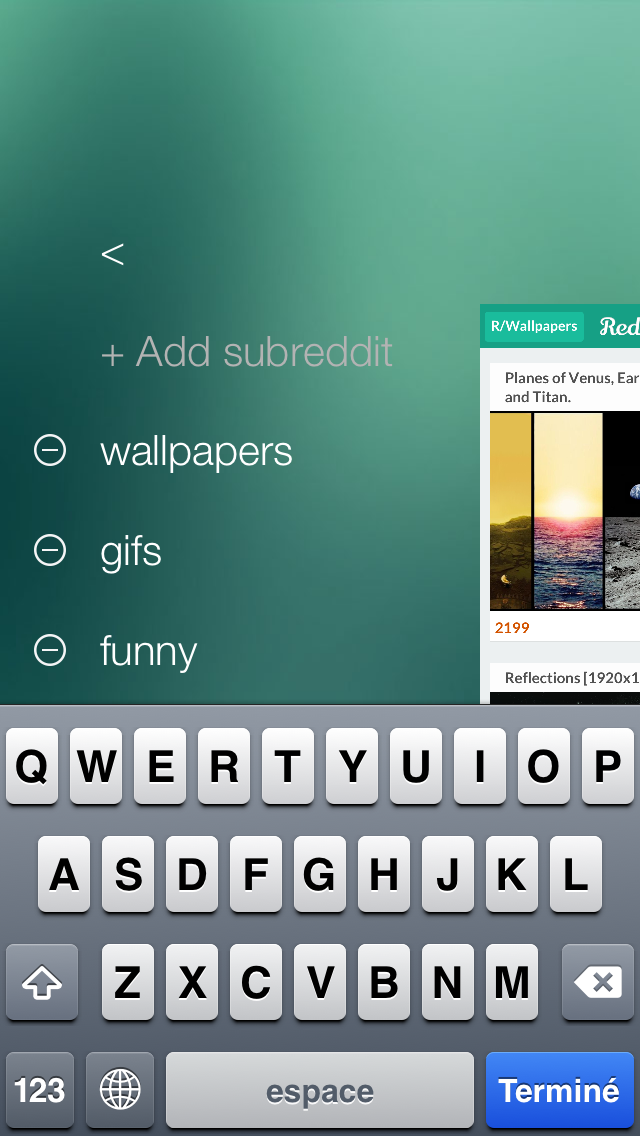 <
+ Add subreddit
wallpapers
gifs
funny
R/Wallpapers Red
Planes of Venus, Ear
and Titan.
2199
Reflections [1920x1
Q W E R T Y U I O P
A S D F G H J K L
Z X C V B N M
123 espace Terminé